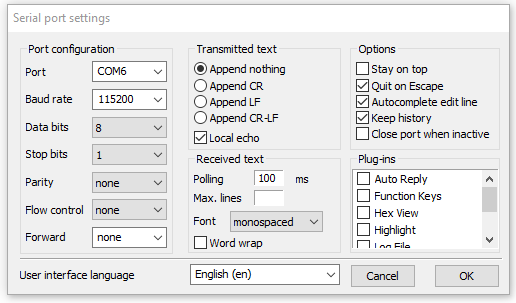 Serial port settings
Port configuration
Port COM6
Baud rate 115200
Data bits 8
Stop bits 1
Parity none
Flow control none
Forward none
Transmitted text
Append nothing
Append CR
Append LF
Append CR-LF
Local echo
Received text
Polling 100 ms
Max. lines
Font monospaced
Word wrap
Options
Stay on top
Quit on Escape
Autocomplete edit line
Keep history
Close port when inactive
Plug-ins
Auto Reply
Function Keys
Hex View
Highlight
Log File
User interface language English (en) Cancel OK